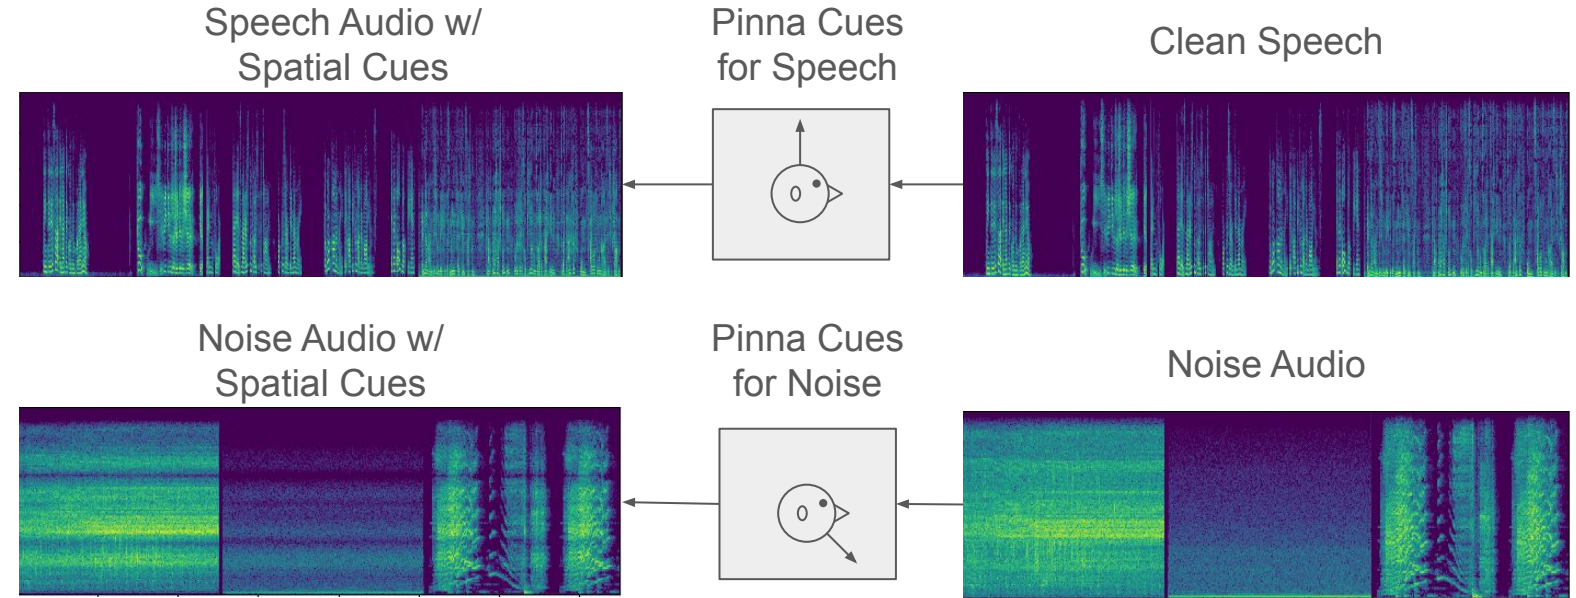 Speech Audio w/
Spatial Cues
Pinna Cues
for Speech
Clean Speech
Noise Audio w/
Spatial Cues
Pinna Cues
for Noise
Noise Audio